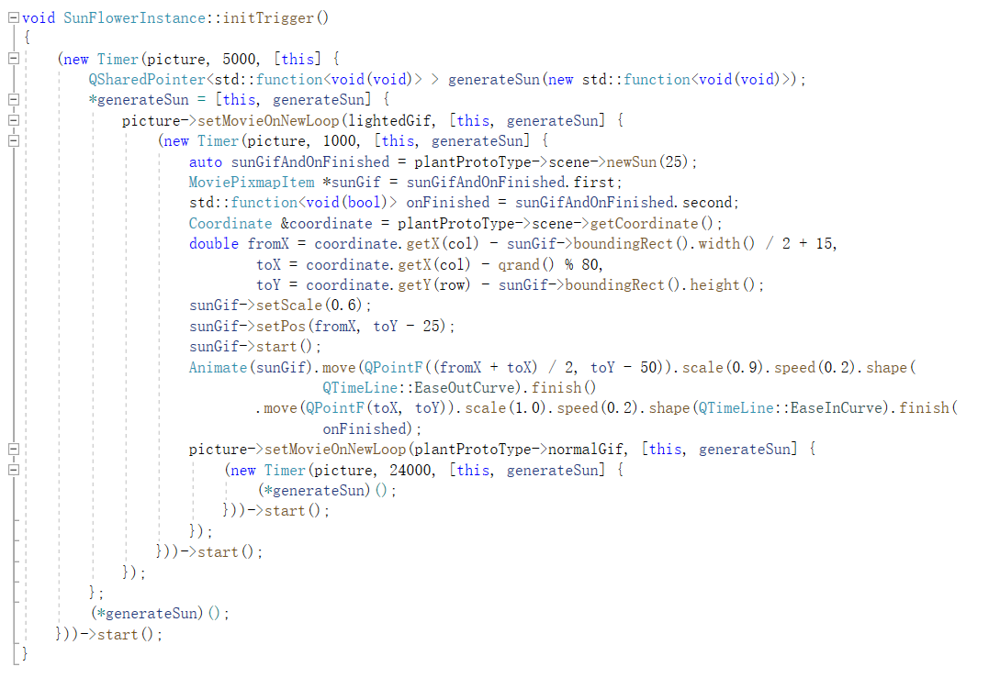 void SunFlowerInstance::initTrigger()
{
    (new Timer(picture, 5000, [this] {
        QSharedPointer<std::function<void(void)> > generateSun(new std::function<void(void)>);
        *generateSun = [this, generateSun] {
            picture->setMovieOnNewLoop(lightedGif, [this, generateSun] {
                (new Timer(picture, 1000, [this, generateSun] {
                    auto sunGifAndOnFinished = plantProtoType->scene->newSun(25);
                    MoviePixmapItem *sunGif = sunGifAndOnFinished.first;
                    std::function<void(bool)> onFinished = sunGifAndOnFinished.second;
                    Coordinate &coordinate = plantProtoType->scene->getCoordinate();
                    double fromX = coordinate.getX(col) - sunGif->boundingRect().width() / 2 + 15,
                            toX = coordinate.getX(col) - qrand() % 80,
                            toY = coordinate.getY(row) - sunGif->boundingRect().height();
                    sunGif->setScale(0.6);
                    sunGif->setPos(fromX, toY - 25);
                    sunGif->start();
                    Animate(sunGif).move(QPointF((fromX + toX) / 2, toY - 50)).scale(0.9).speed(0.2).shape(
                                    QTimeLine::EaseOutCurve).finish()
                            .move(QPointF(toX, toY)).scale(1.0).speed(0.2).shape(QTimeLine::EaseInCurve).finish(
                                    onFinished);
                    picture->setMovieOnNewLoop(plantProtoType->normalGif, [this, generateSun] {
                        (new Timer(picture, 24000, [this, generateSun] {
                            (*generateSun)();
                        }))->start();
                    });
                }))->start();
            });
        };
        (*generateSun)();
    }))->start();
}